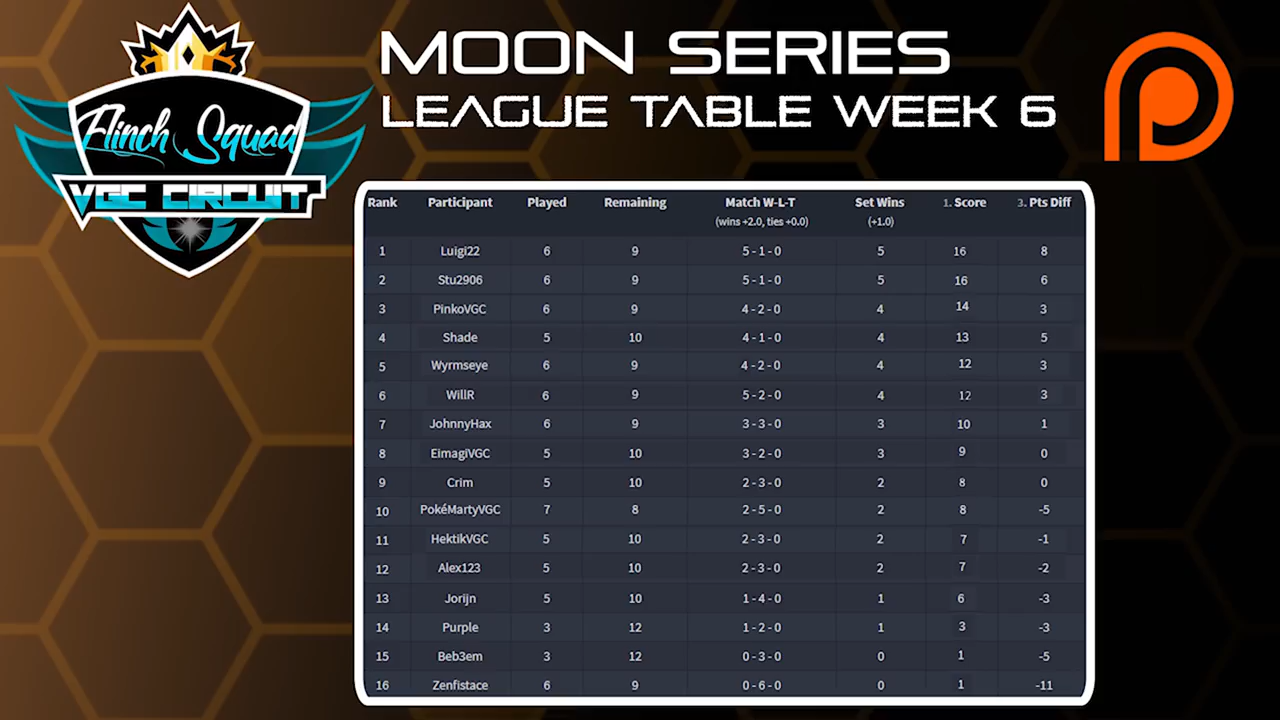 Flinch Squad
VGC CIRCUIT
MOON SERIES
LEAGUE TABLE WEEK 6
Rank Participant Played Remaining Match W-L-T Set Wins 1. Score 3. Pts Diff
(wins +2.0, ties +0.0) (+1.0)
1 Luigi22 6 9 5 - 1 - 0 5 16 8
2 Stu2906 6 9 5 - 1 - 0 5 16 6
3 PinkoVGC 6 9 4 - 2 - 0 4 14 3
4 Shade 5 10 4 - 1 - 0 4 13 5
5 Wyrmseye 6 9 4 - 2 - 0 4 12 3
6 WillR 6 9 5 - 2 - 0 4 12 3
7 JohnnyHax 6 9 3 - 3 - 0 3 10 1
8 EimagiVGC 5 10 3 - 2 - 0 3 9 0
9 Crim 5 10 2 - 3 - 0 2 8 0
10 PokéMartyVGC 7 8 2 - 5 - 0 2 8 -5
11 HektikVGC 5 10 2 - 3 - 0 2 7 -1
12 Alex123 5 10 2 - 3 - 0 2 7 -2
13 Jorijn 5 10 1 - 4 - 0 1 6 -3
14 Purple 3 12 1 - 2 - 0 1 3 -3
15 Beb3em 3 12 0 - 3 - 0 0 1 -5
16 Zenfistace 6 9 0 - 6 - 0 0 1 -11